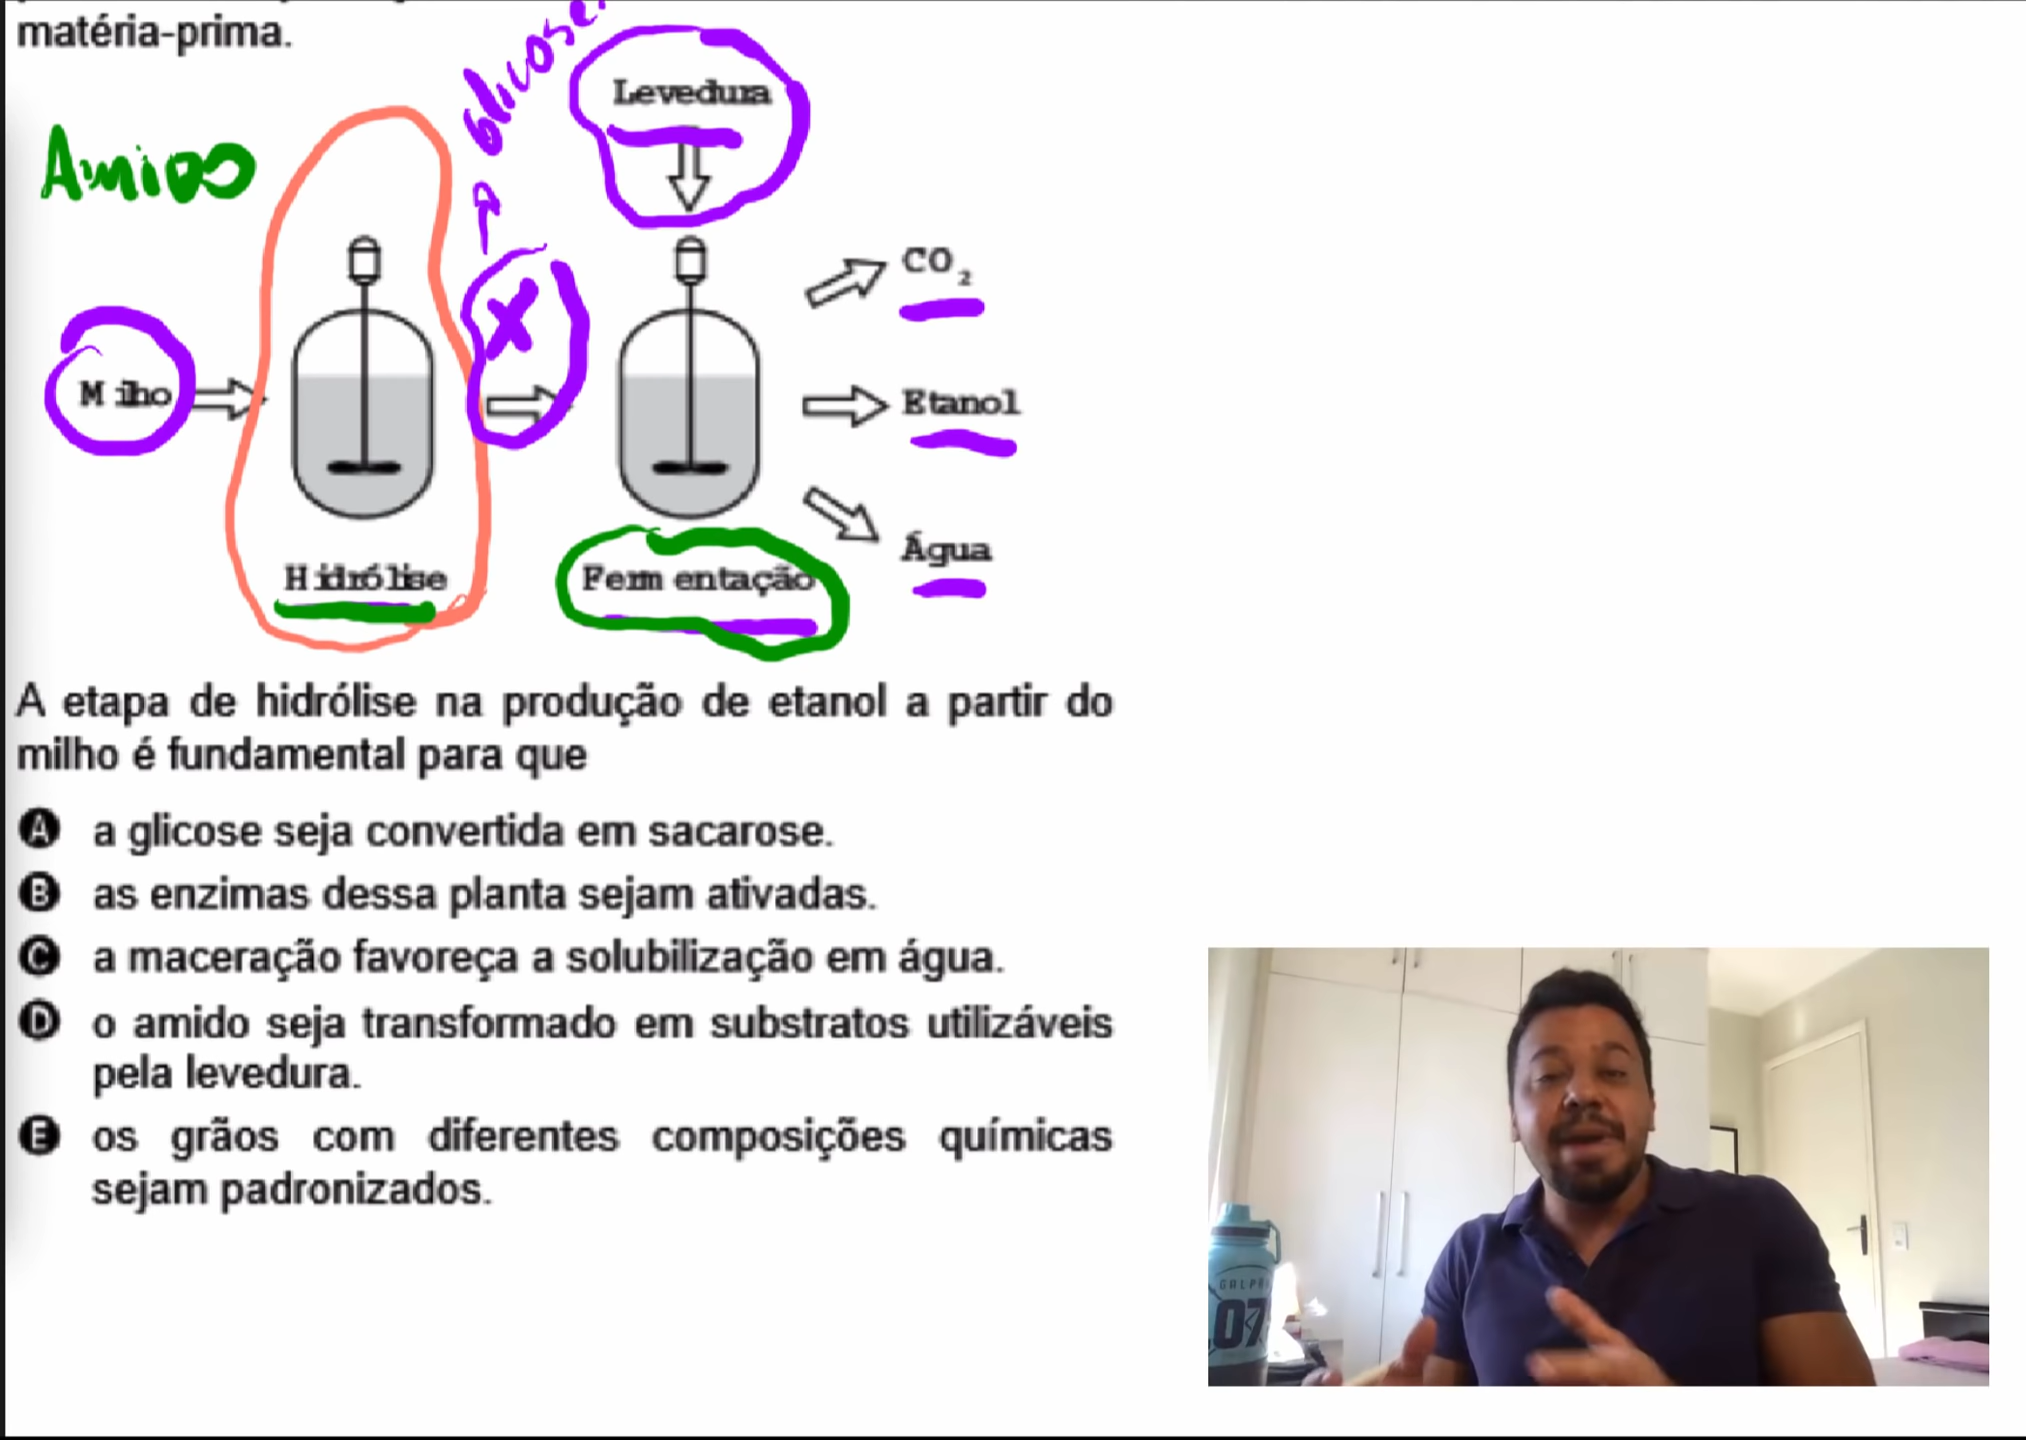 matéria-prima.
glicose
Levedura
Amido
X
CO₂
Milho
Etanol
Água
Hidrólise
Fermentação
A etapa de hidrólise na produção de etanol a partir do
milho é fundamental para que
A a glicose seja convertida em sacarose.
B as enzimas dessa planta sejam ativadas.
C a maceração favoreça a solubilização em água.
D o amido seja transformado em substratos utilizáveis
pela levedura.
E os grãos com diferentes composições químicas
sejam padronizados.
07